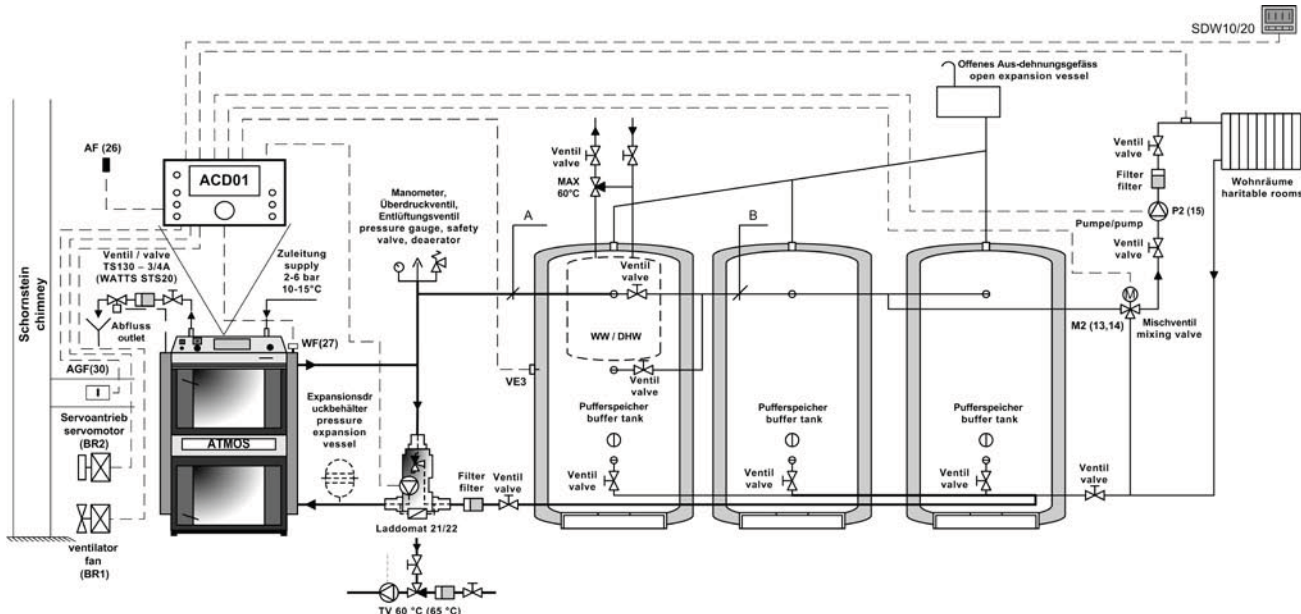 SDW10/20
Offenes Aus-dehnungsgefäss
open expansion vessel
AF (26)
ACD01
Ventil
valve
MAX
60°C
Ventil
valve
Filter
filter
Wohnräume
haritable rooms
P2 (15)
Pumpe/pump
Ventil
valve
Manometer,
Überdruckventil,
Entlüftungsventil
pressure gauge, safety
valve, deaerator
A
B
Schornstein
chimney
Ventil / valve
TS130 – 3/4A
(WATTS STS20)
Zuleitung
supply
2-6 bar
10-15°C
Abfluss
outlet
WF(27)
Ventil
valve
M
M2 (13,14)
Mischventil
mixing valve
WW / DHW
VE3
Ventil
valve
AGF(30)
I
Servoantrieb
servomotor
(BR2)
ATMOS
Expansionsdr
uckbehälter
pressure
expansion
vessel
Pufferspeicher
buffer tank
Pufferspeicher
buffer tank
Pufferspeicher
buffer tank
Filter
filter
Ventil
valve
Ventil
valve
Ventil
valve
Ventil
valve
Ventil
valve
Laddomat 21/22
ventilator
fan
(BR1)
TV 60 °C (65 °C)